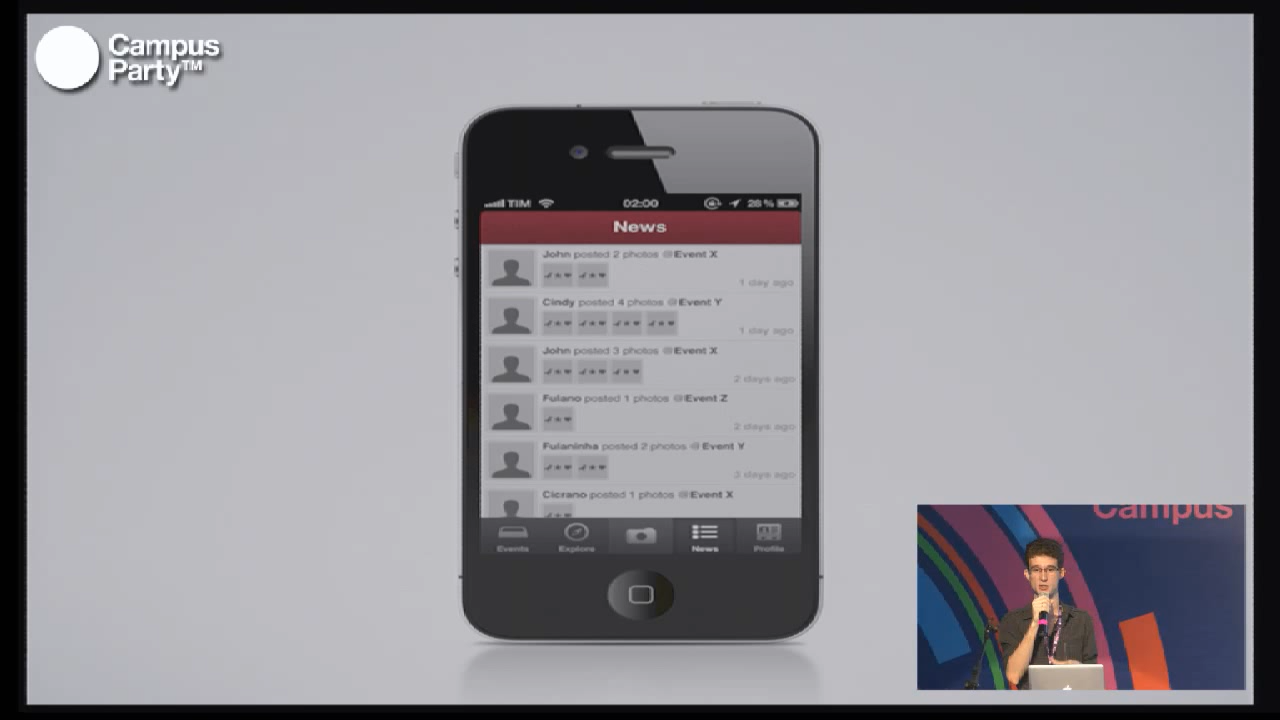 Campus
Party™
TIM 02:00 28%
News
John posted 2 photos @Event X
1 day ago
Cindy posted 4 photos @Event Y
1 day ago
John posted 3 photos @Event X
2 days ago
Fulano posted 1 photos @Event Z
2 days ago
Fulaninha posted 2 photos @Event Y
3 days ago
Cicrano posted 1 photos @Event X
Events Explore News Profile
Campus